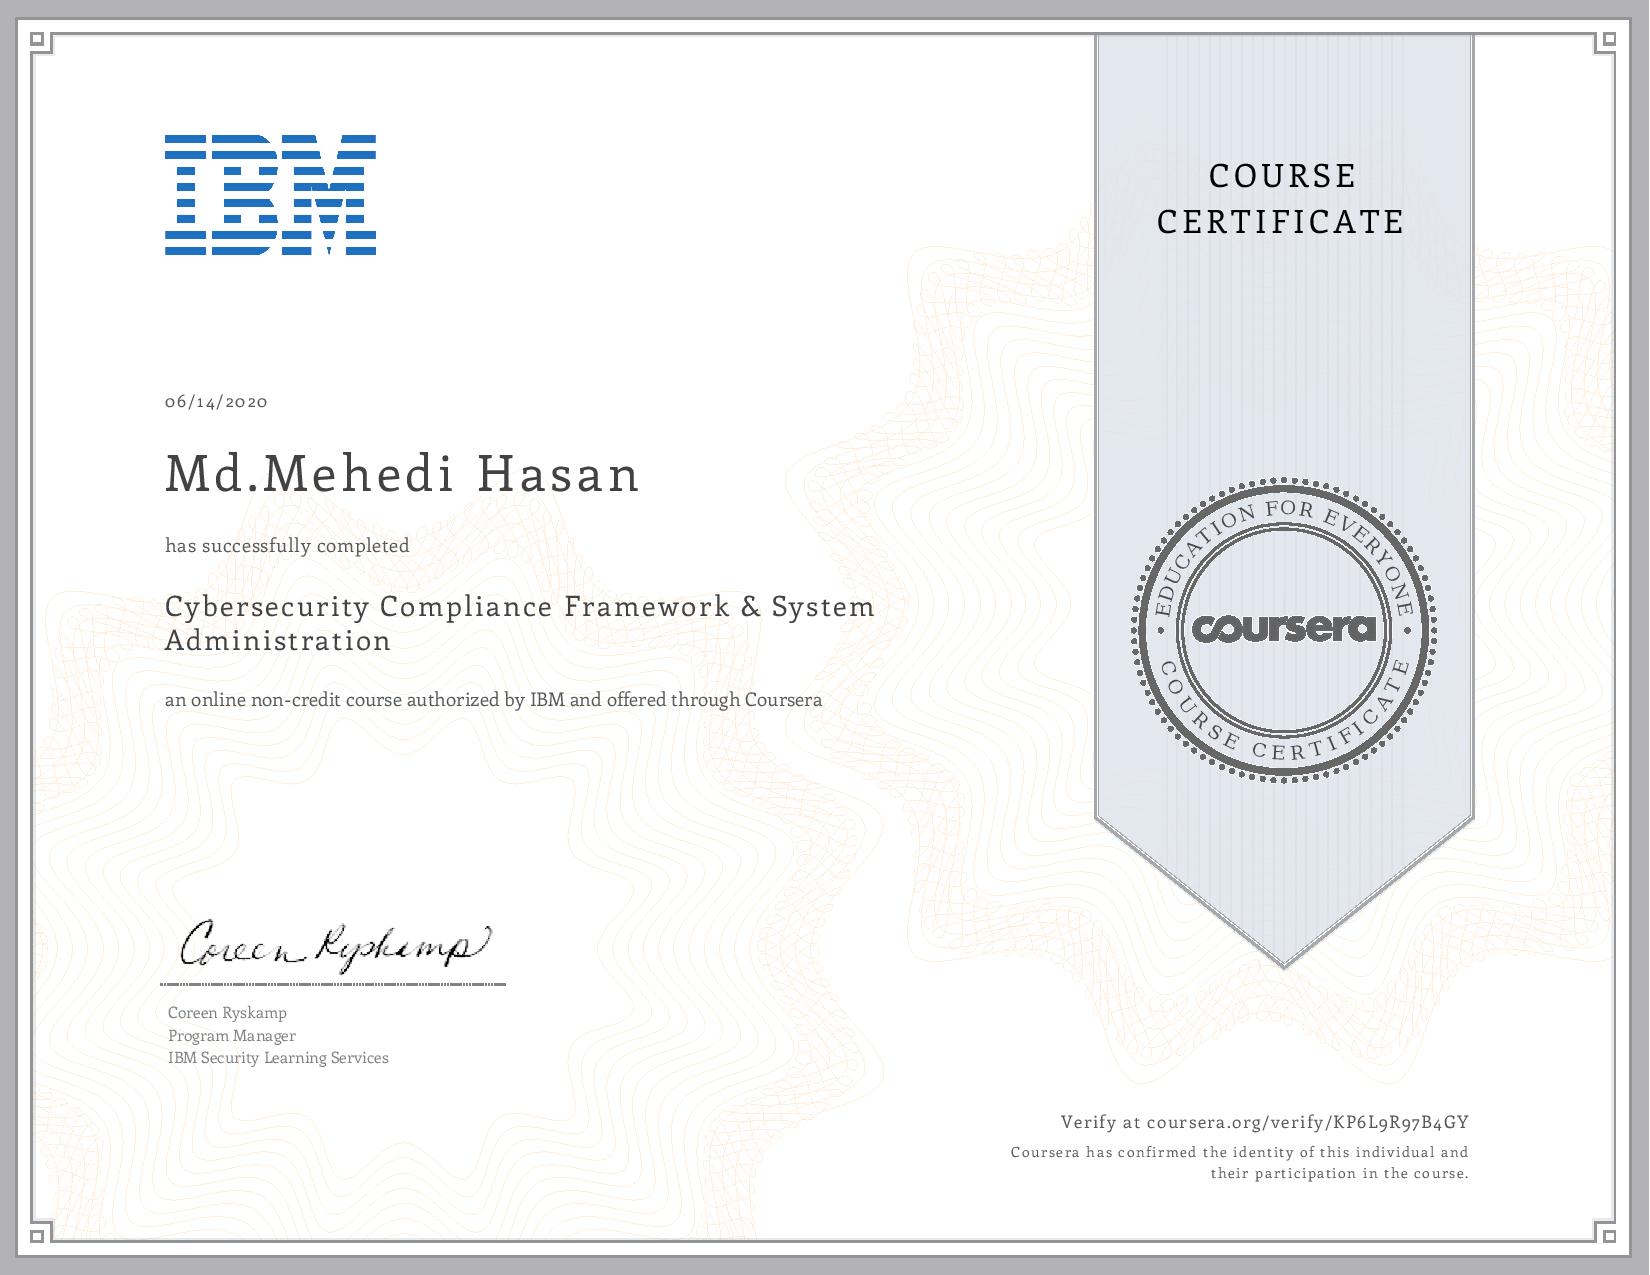 IBM
COURSE
CERTIFICATE
06/14/2020
Md.Mehedi Hasan
has successfully completed
Cybersecurity Compliance Framework & System
Administration
an online non-credit course authorized by IBM and offered through Coursera
EDUCATION FOR EVERYONE
coursera
COURSE CERTIFICATE
Coreen Ryskamp
Coreen Ryskamp
Program Manager
IBM Security Learning Services
Verify at coursera.org/verify/KP6L9R97B4GY
Coursera has confirmed the identity of this individual and
their participation in the course.